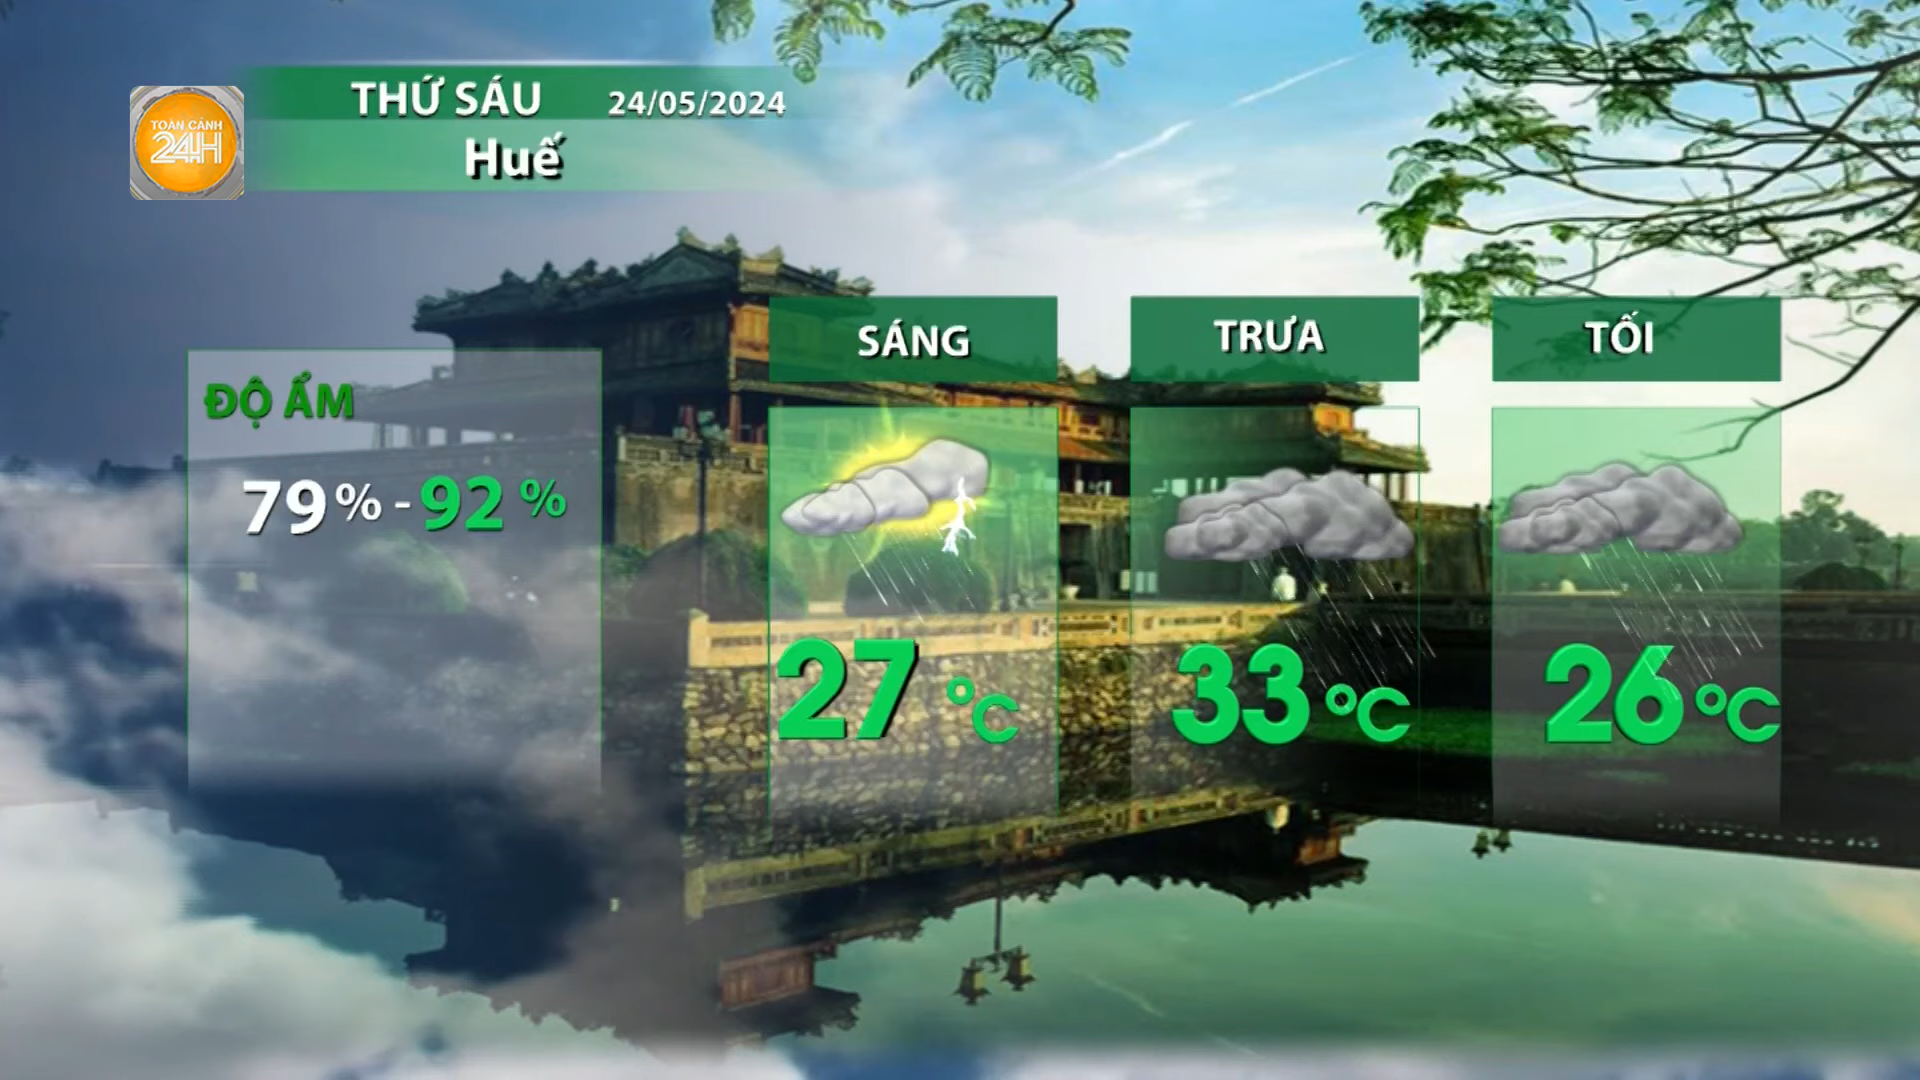 TOÀN CẢNH
24H
THỨ SÁU 24/05/2024
Huế
ĐỘ ẨM
79% - 92 %
SÁNG
27 °C
TRƯA
33 °C
TỐI
26 °C